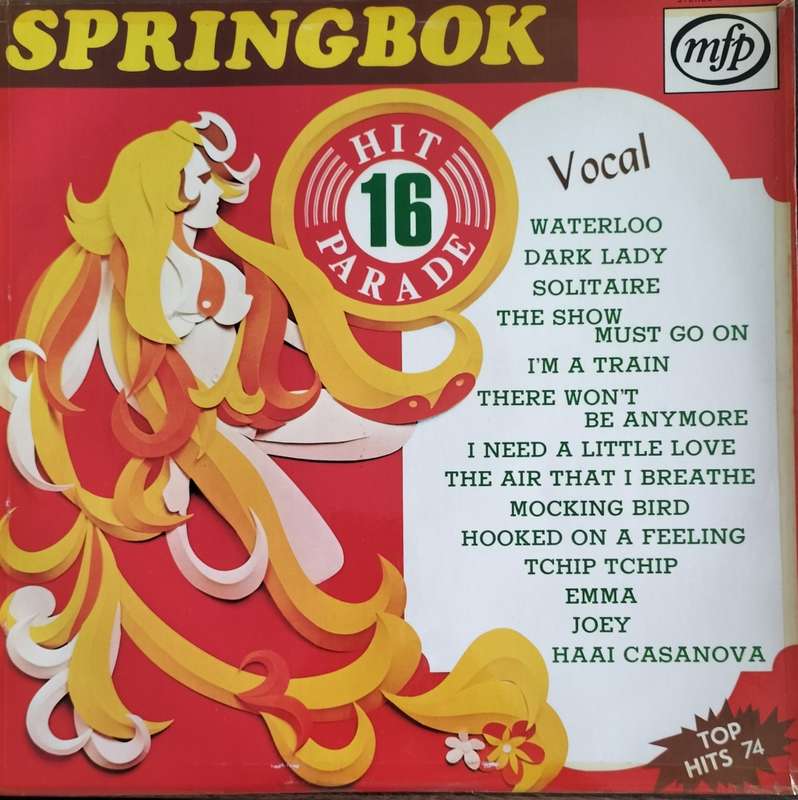 SPRINGBOK
mfp
HIT
16
PARADE
Vocal
WATERLOO
DARK LADY
SOLITAIRE
THE SHOW
MUST GO ON
I'M A TRAIN
THERE WON'T
BE ANYMORE
I NEED A LITTLE LOVE
THE AIR THAT I BREATHE
MOCKING BIRD
HOOKED ON A FEELING
TCHIP TCHIP
EMMA
JOEY
HAAI CASANOVA
TOP
HITS 74